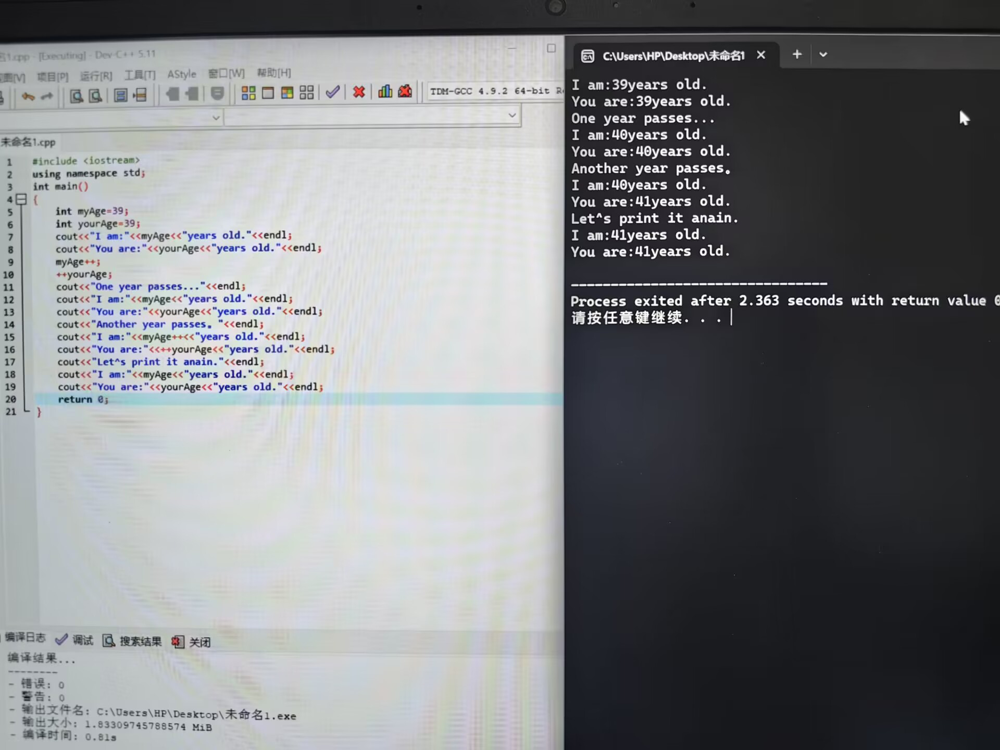 名1.cpp - [Executing] - Dev-C++ 5.11
视图[V] 项目[P] 运行[R] 工具[T] AStyle 窗口[W] 帮助[H]
TDM-GCC 4.9.2 64-bit Re
未命名1.cpp
1 #include <iostream>
2 using namespace std;
3 int main()
4 {
5 int myAge=39;
6 int yourAge=39;
7 cout<<"I am:"<<myAge<<"years old."<<endl;
8 cout<<"You are:"<<yourAge<<"years old."<<endl;
9 myAge++;
10 ++yourAge;
11 cout<<"One year passes..."<<endl;
12 cout<<"I am:"<<myAge<<"years old."<<endl;
13 cout<<"You are:"<<yourAge<<"years old."<<endl;
14 cout<<"Another year passes。"<<endl;
15 cout<<"I am:"<<myAge++<<"years old."<<endl;
16 cout<<"You are:"<<++yourAge<<"years old."<<endl;
17 cout<<"Let^s print it anain."<<endl;
18 cout<<"I am:"<<myAge<<"years old."<<endl;
19 cout<<"You are:"<<yourAge<<"years old."<<endl;
20 return 0;
21 }
编译日志 调试 搜索结果 关闭
编译结果...
--------
- 错误: 0
- 警告: 0
- 输出文件名: C:\Users\HP\Desktop\未命名1.exe
- 输出大小: 1.83309745788574 MiB
- 编译时间: 0.81s
C:\Users\HP\Desktop\未命名1
I am:39years old.
You are:39years old.
One year passes...
I am:40years old.
You are:40years old.
Another year passes。
I am:40years old.
You are:41years old.
Let^s print it anain.
I am:41years old.
You are:41years old.
--------------------------------
Process exited after 2.363 seconds with return value 0
请按任意键继续. . .